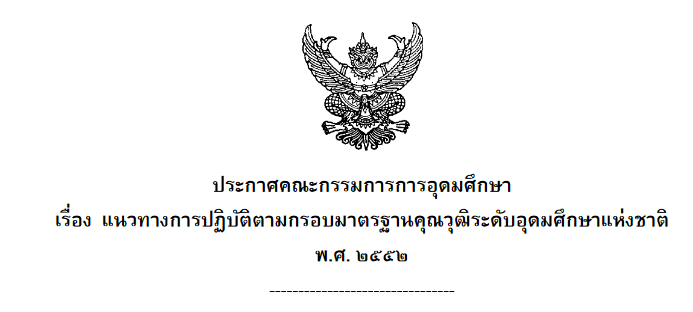 ประกาศคณะกรรมการการอุดมศึกษา
เรื่อง แนวทางการปฏิบัติตามกรอบมาตรฐานคุณวุฒิระดับอุดมศึกษาแห่งชาติ
พ.ศ. ๒๕๕๒
--------------------------------